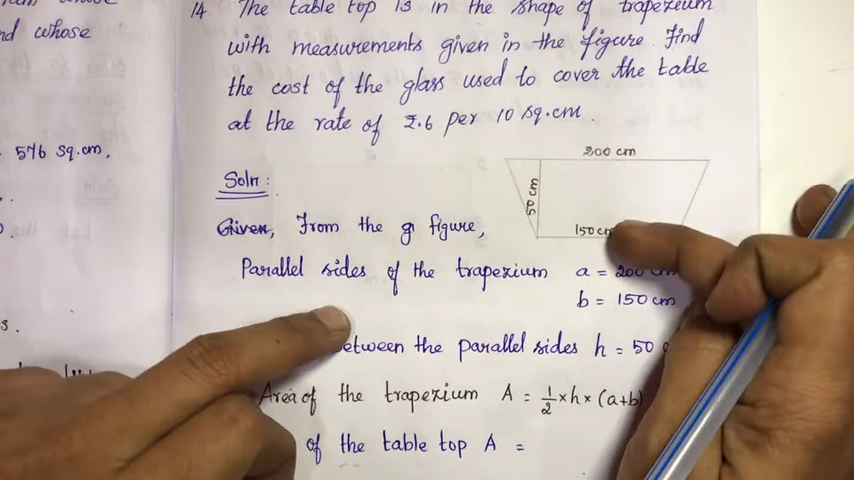 nd whose
576 sq.cm.
14. The table top is in the shape of trapezium
with measurements given in the figure. Find
the cost of the glass used to cover the table
at the rate of ₹.6 per 10 sq.cm.
200 cm
50 cm
150 cm
Soln:
Given, From the gi figure,
Parallel sides of the trapezium a = 200 cm
b = 150 cm
between the parallel sides h = 50
Area of the trapezium A = 1/2 × h × (a+b)
of the table top A =